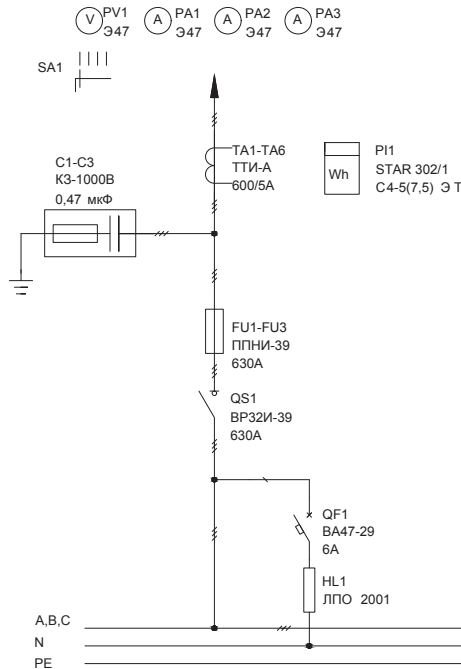 V PV1 Э47
A PA1 Э47
A PA2 Э47
A PA3 Э47
SA1
TA1-TA6
ТТИ-А
600/5А
PI1
Wh
STAR 302/1
С4-5(7,5) Э Т
C1-C3
КЗ-1000В
0,47 мкФ
FU1-FU3
ППНИ-39
630А
QS1
ВР32И-39
630А
QF1
ВА47-29
6А
HL1
ЛПО 2001
A,B,C
N
PE